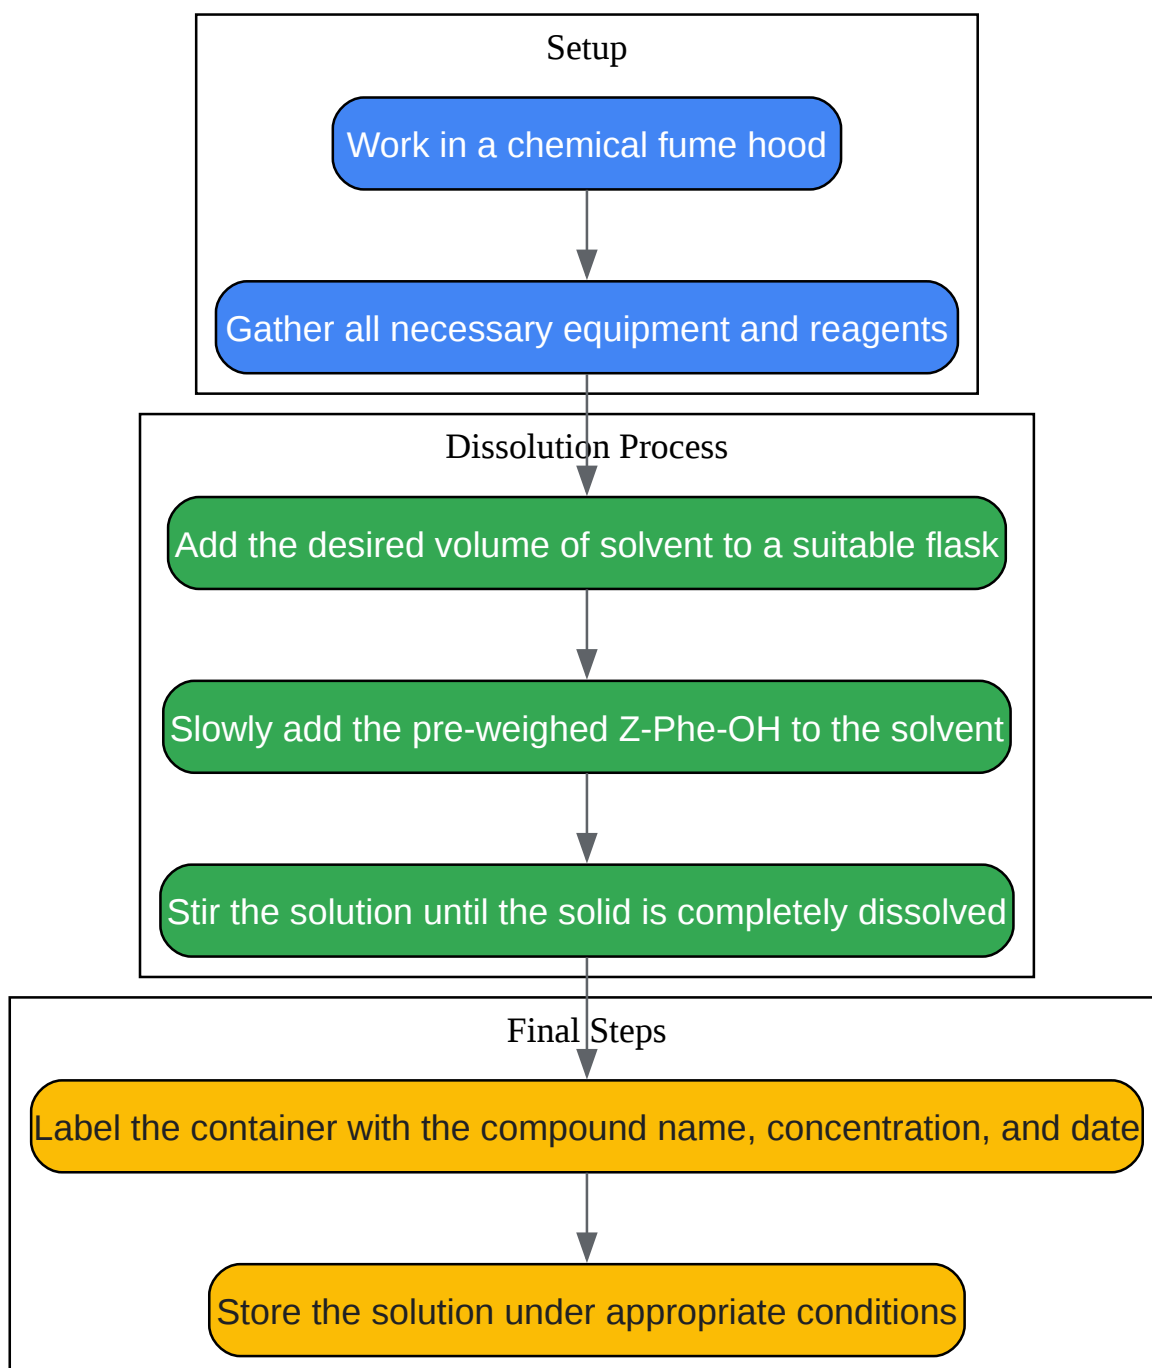 Setup
Work in a chemical fume hood
Gather all necessary equipment and reagents
Dissolution Process
Add the desired volume of solvent to a suitable flask
Slowly add the pre-weighed Z-Phe-OH to the solvent
Stir the solution until the solid is completely dissolved
Final Steps
Label the container with the compound name, concentration, and date
Store the solution under appropriate conditions